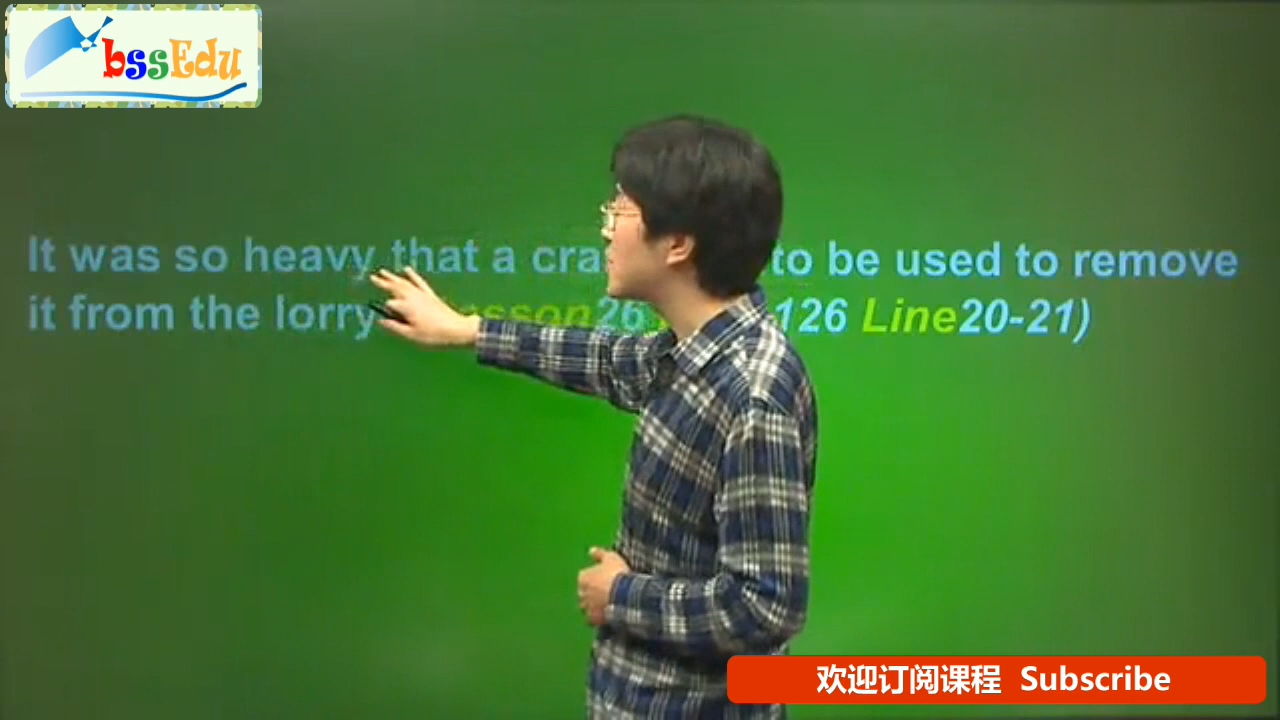 bssEdu
It was so heavy that a to be used to remove
it from the lorry 26 126 Line20-21)
欢迎订阅课程 Subscribe